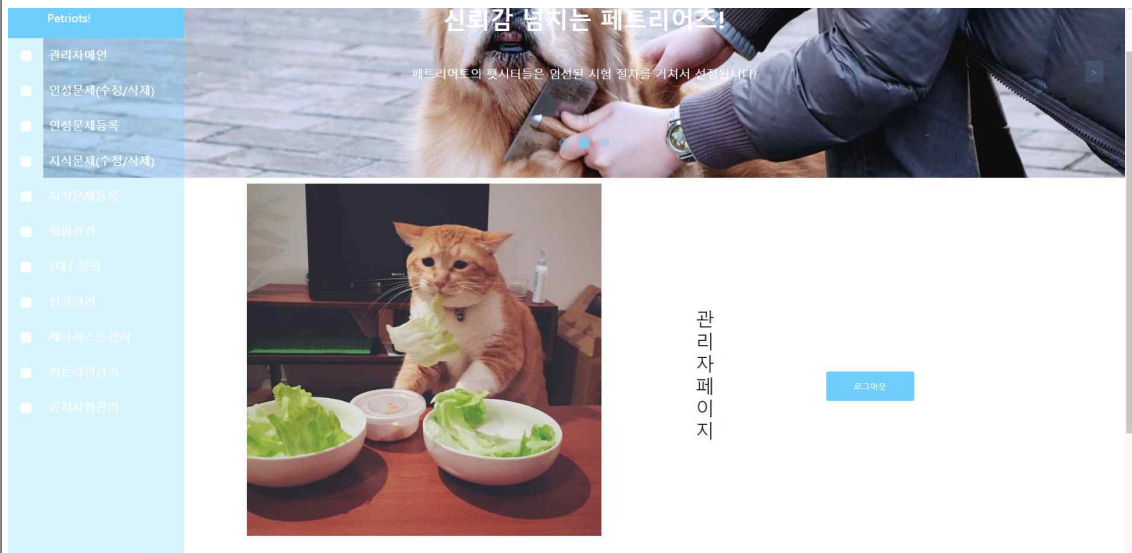 Petriots!
신뢰감 넘치는 페트리어즈!
페트리어트의 펫시터들은 엄선된 시험 절차를 거쳐서 선정됩니다!
>
관리자메인
인성문제(수정/삭제)
인성문제등록
지식문제(수정/삭제)
지식문제등록
회원관리
1대1 문의
신고관리
체크리스트관리
커트라인관리
공지사항관리
관
리
자
페
이
지
로그아웃